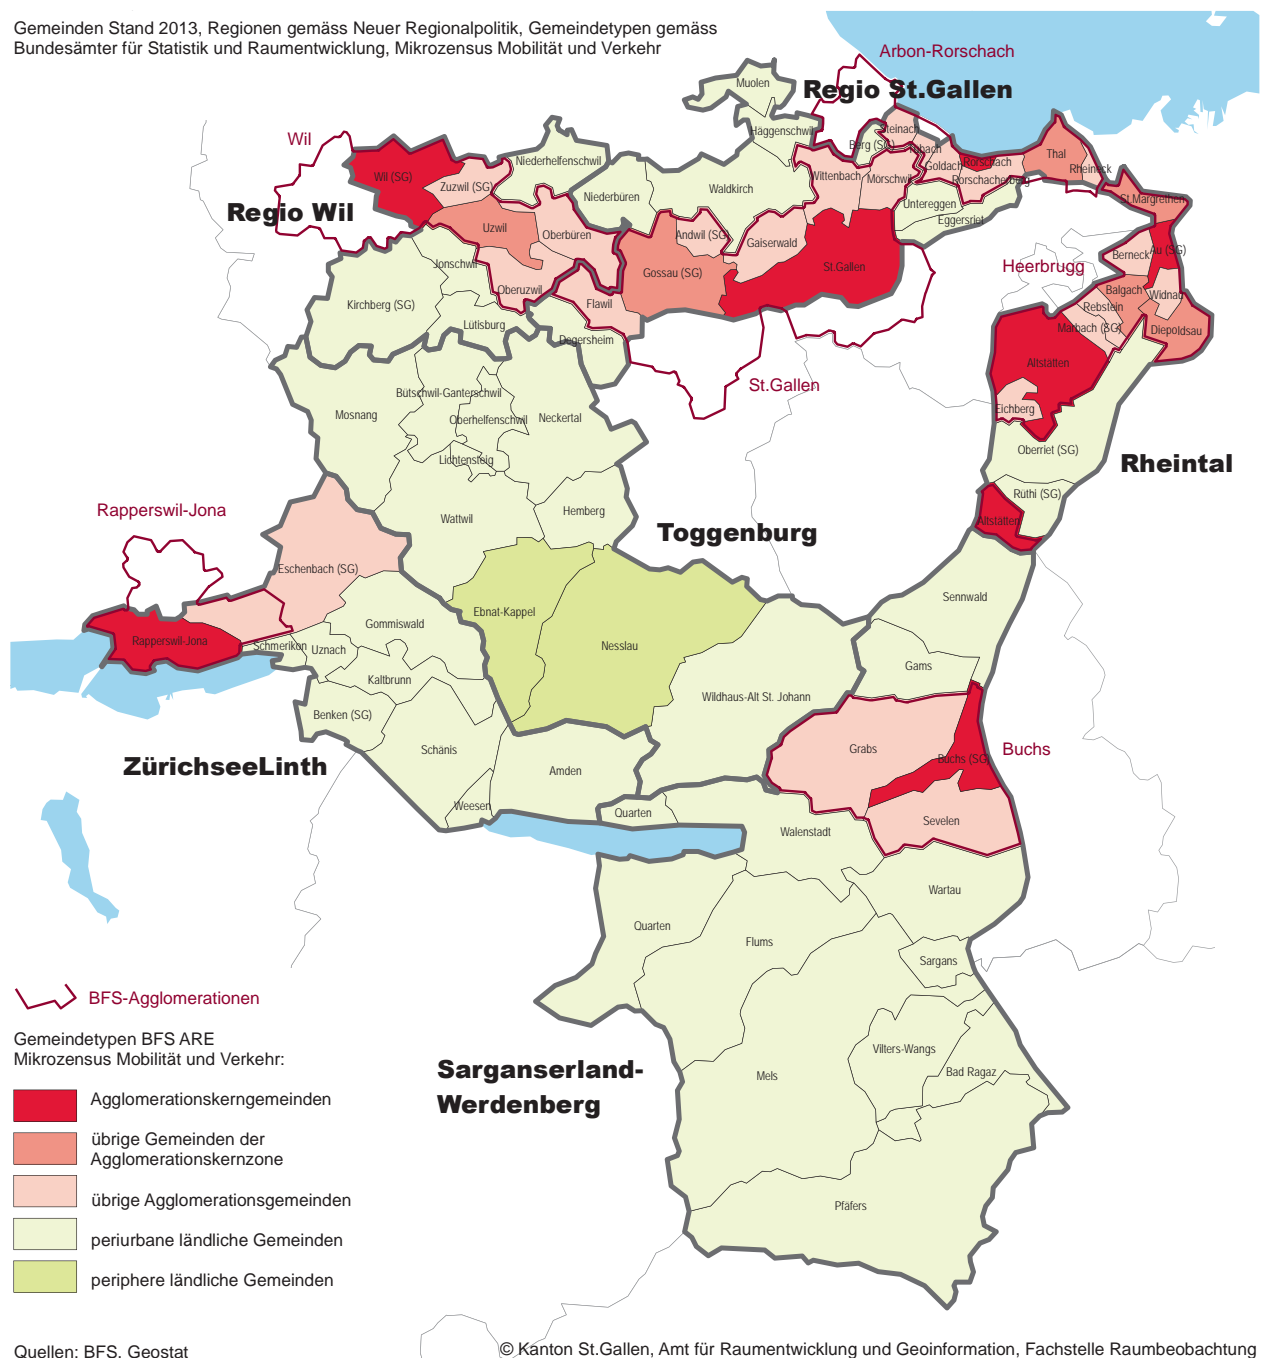 Gemeinden Stand 2013, Regionen gemäss Neuer Regionalpolitik, Gemeindetypen gemäss
Bundesämter für Statistik und Raumentwicklung, Mikrozensus Mobilität und Verkehr
Arbon-Rorschach
Regio St.Gallen
Muolen
Häggenschwil
Steinach
Berg (SG)
Tübach
Wil
Niederhelfenschwil
Goldach
Rorschach
Thal
Rheineck
Wil (SG)
Zuzwil (SG)
Wittenbach
Mörschwil
Rorschacherberg
Waldkirch
Niederbüren
Untereggen
St.Margrethen
Regio Wil
Eggersriet
Uzwil
Oberbüren
Andwil (SG)
Gaiserwald
Au (SG)
Berneck
Jonschwil
Gossau (SG)
St.Gallen
Heerbrugg
Oberuzwil
Balgach
Widnau
Kirchberg (SG)
Flawil
Rebstein
Lütisburg
Marbach (SG)
Diepoldsau
Degersheim
Altstätten
St.Gallen
Bütschwil-Ganterschwil
Mosnang
Oberhelfenschwil
Neckertal
Eichberg
Oberriet (SG)
Lichtensteig
Rheintal
Rüthi (SG)
Rapperswil-Jona
Wattwil
Hemberg
Altstätten
Toggenburg
Eschenbach (SG)
Sennwald
Ebnat-Kappel
Gommiswald
Rapperswil-Jona
Schmerikon
Uznach
Nesslau
Gams
Kaltbrunn
Wildhaus-Alt St. Johann
Benken (SG)
Schänis
Grabs
Buchs
Buchs (SG)
ZürichseeLinth
Amden
Weesen
Quarten
Sevelen
Walenstadt
Wartau
Quarten
Flums
Sargans
BFS-Agglomerationen
Gemeindetypen BFS ARE
Mikrozensus Mobilität und Verkehr:
Vilters-Wangs
Sarganserland-
Werdenberg
Mels
Bad Ragaz
Agglomerationskerngemeinden
übrige Gemeinden der
Agglomerationskernzone
übrige Agglomerationsgemeinden
Pfäfers
periurbane ländliche Gemeinden
periphere ländliche Gemeinden
Quellen: BFS, Geostat
© Kanton St.Gallen, Amt für Raumentwicklung und Geoinformation, Fachstelle Raumbeobachtung